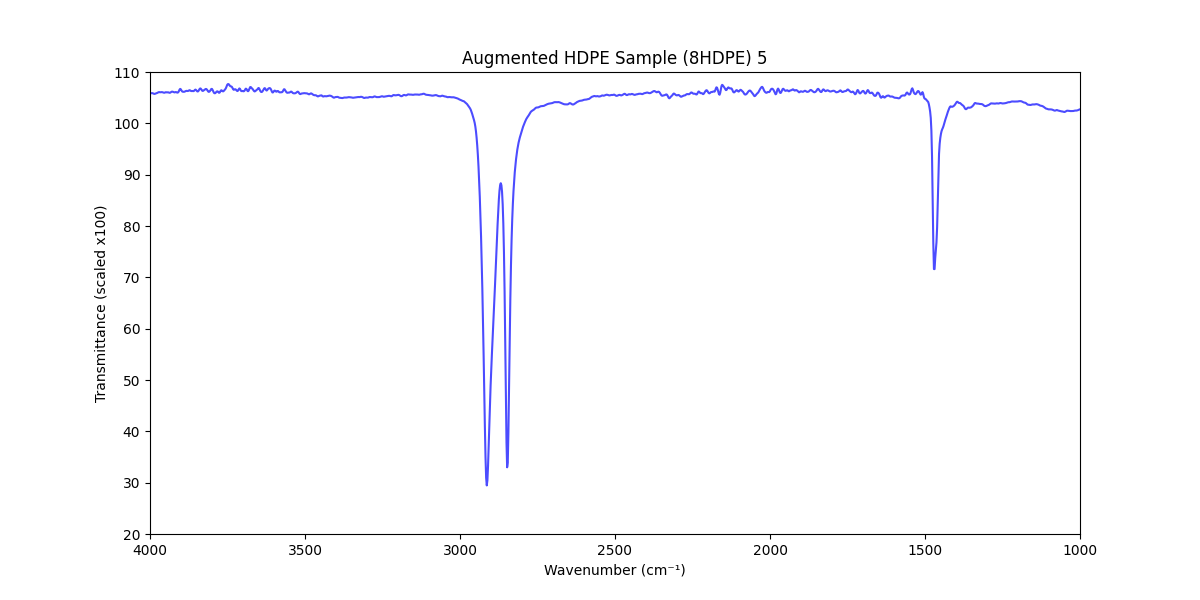 Augmented HDPE Sample (8HDPE) 5
110
100
90
80
70
60
50
40
30
20
Transmittance (scaled x100)
4000 3500 3000 2500 2000 1500 1000
Wavenumber (cm⁻¹)